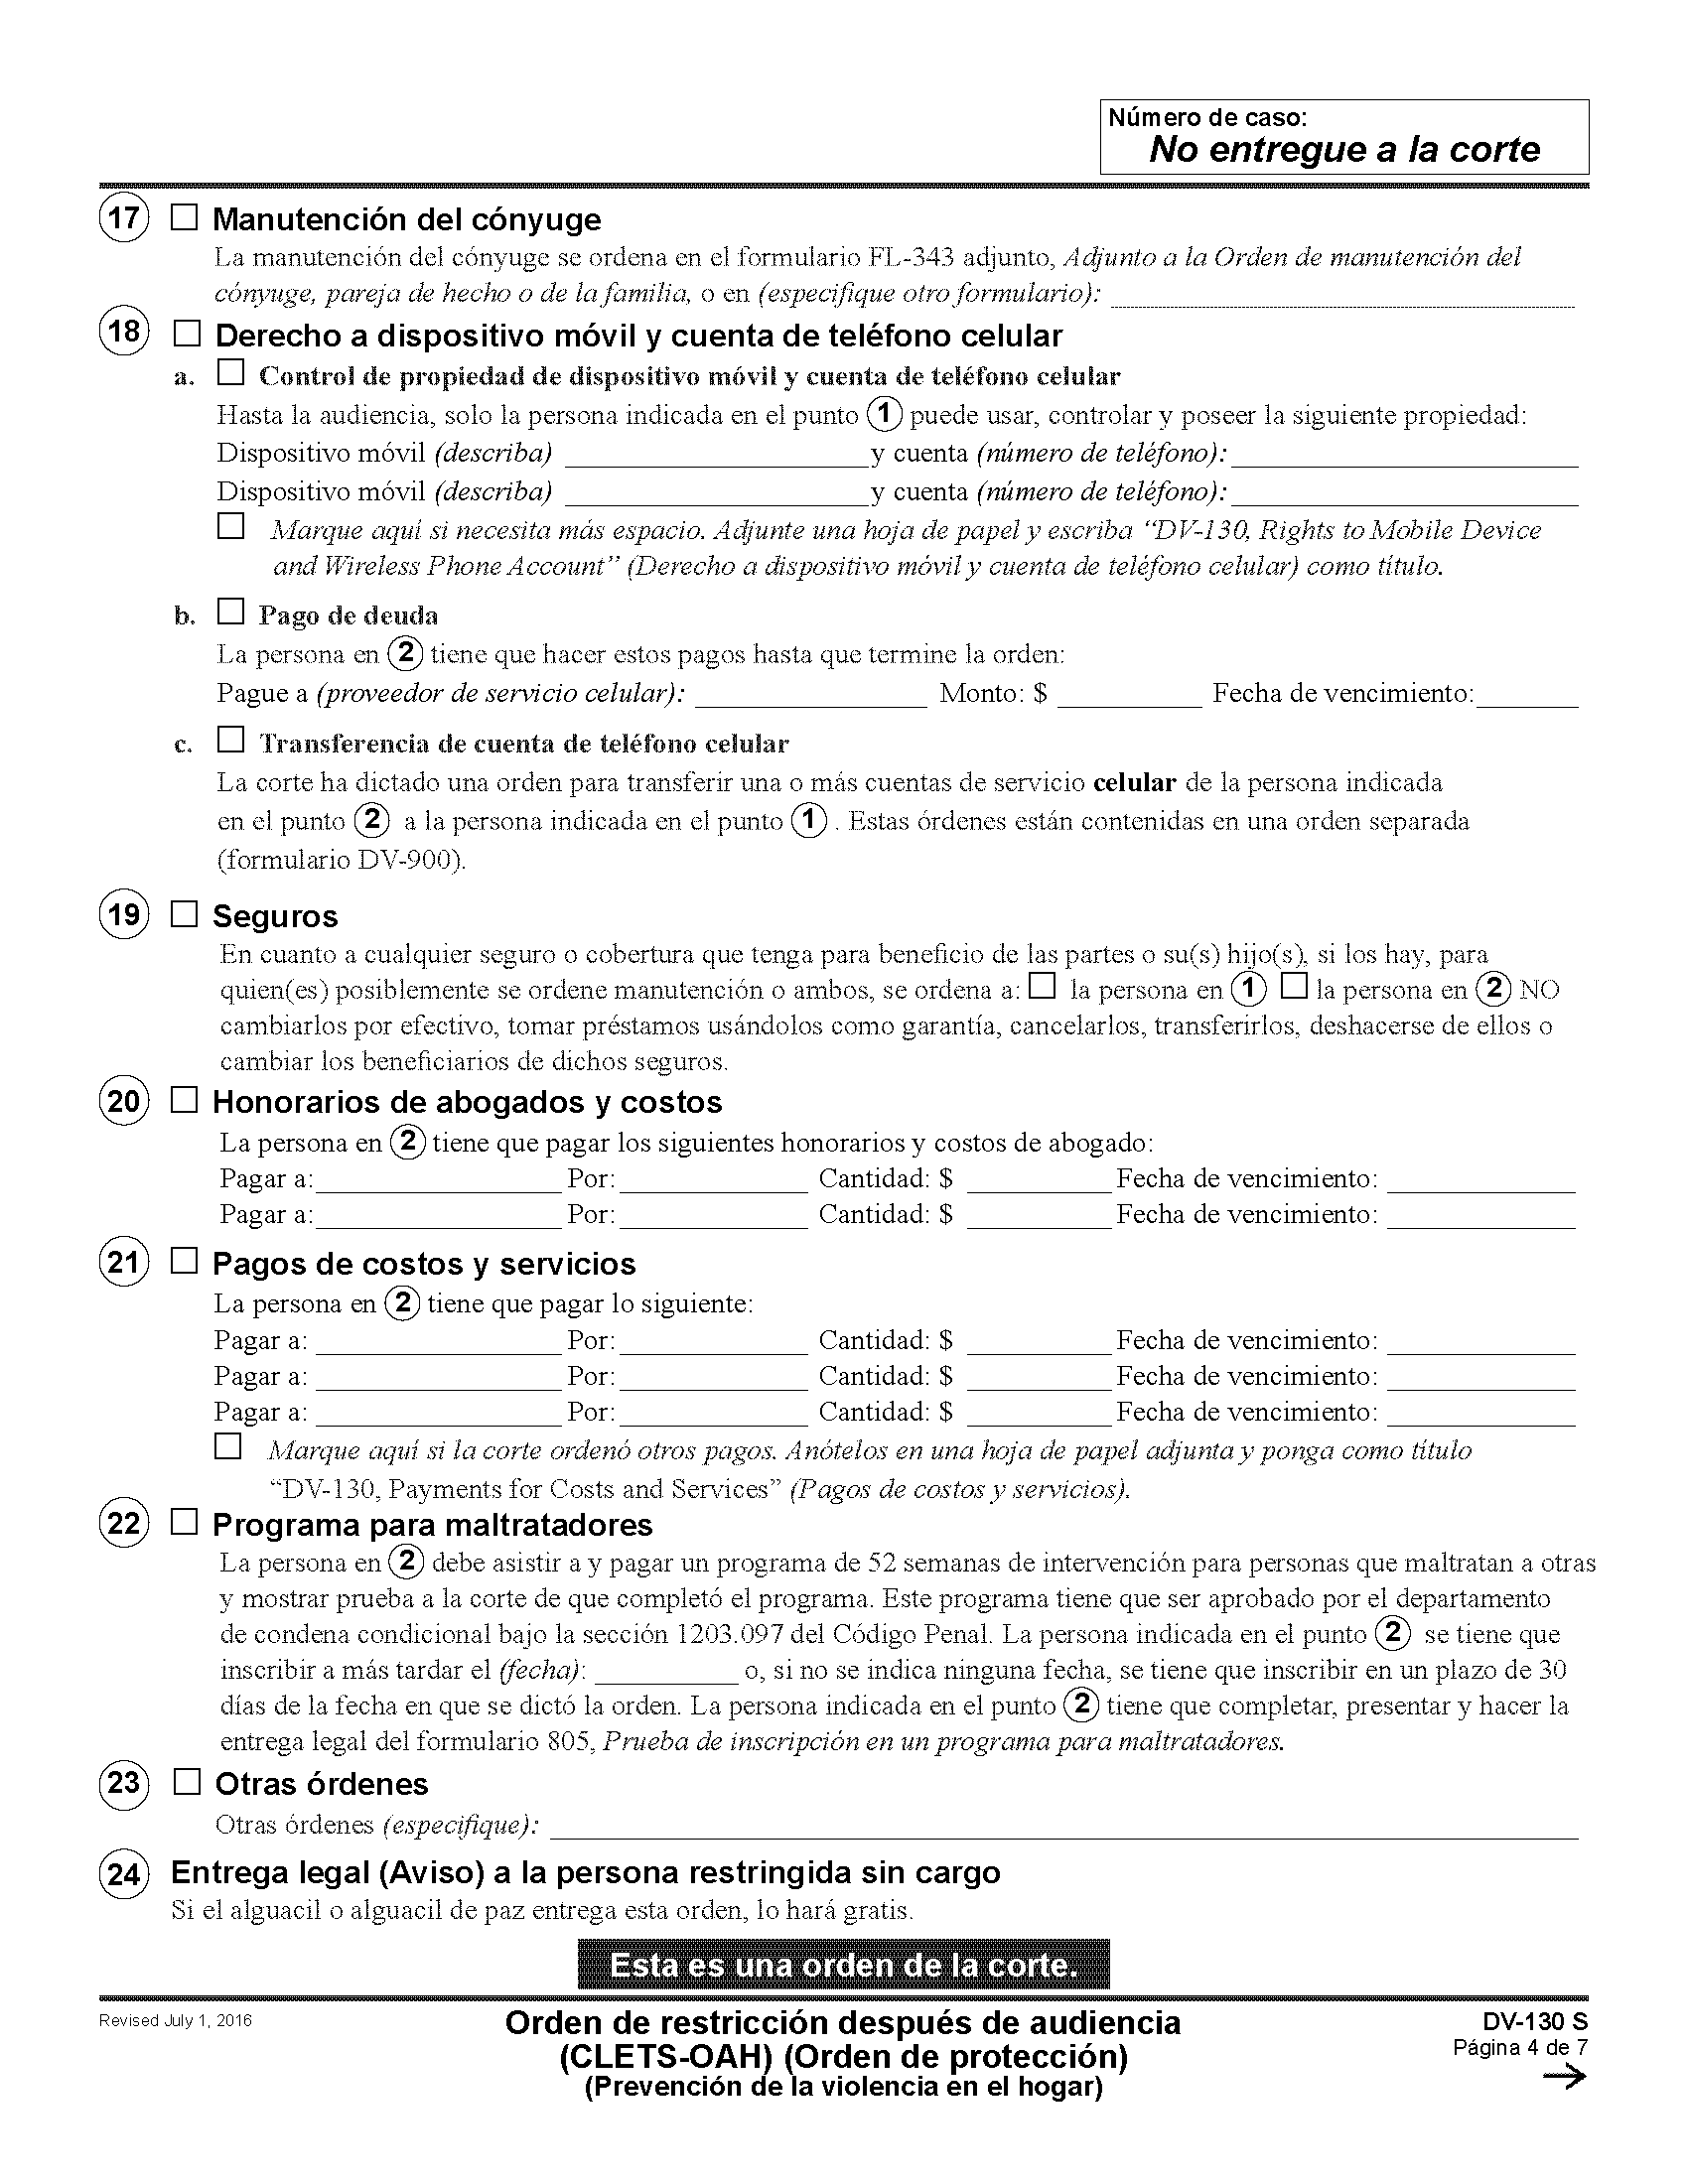 Número de caso:
No entregue a la corte
17 Manutención del cónyuge
La manutención del cónyuge se ordena en el formulario FL-343 adjunto, Adjunto a la Orden de manutención del
cónyuge, pareja de hecho o de la familia, o en (especifique otro formulario):
18 Derecho a dispositivo móvil y cuenta de teléfono celular
a. Control de propiedad de dispositivo móvil y cuenta de teléfono celular
Hasta la audiencia, solo la persona indicada en el punto 1 puede usar, controlar y poseer la siguiente propiedad:
Dispositivo móvil (describa) ____________ y cuenta (número de teléfono): ____________
Dispositivo móvil (describa) ____________ y cuenta (número de teléfono): ____________
Marque aquí si necesita más espacio. Adjunte una hoja de papel y escriba “DV-130, Rights to Mobile Device
and Wireless Phone Account” (Derecho a dispositivo móvil y cuenta de teléfono celular) como título.
b. Pago de deuda
La persona en 2 tiene que hacer estos pagos hasta que termine la orden:
Pague a (proveedor de servicio celular): ____________ Monto: $ ________ Fecha de vencimiento: ________
c. Transferencia de cuenta de teléfono celular
La corte ha dictado una orden para transferir una o más cuentas de servicio celular de la persona indicada
en el punto 2 a la persona indicada en el punto 1 . Estas órdenes están contenidas en una orden separada
(formulario DV-900).
19 Seguros
En cuanto a cualquier seguro o cobertura que tenga para beneficio de las partes o su(s) hijo(s), si los hay, para
quien(es) posiblemente se ordene manutención o ambos, se ordena a: la persona en 1 la persona en 2 NO
cambiarlos por efectivo, tomar préstamos usándolos como garantía, cancelarlos, transferirlos, deshacerse de ellos o
cambiar los beneficiarios de dichos seguros.
20 Honorarios de abogados y costos
La persona en 2 tiene que pagar los siguientes honorarios y costos de abogado:
Pagar a: ____________ Por: ____________ Cantidad: $ ________ Fecha de vencimiento: ________
Pagar a: ____________ Por: ____________ Cantidad: $ ________ Fecha de vencimiento: ________
21 Pagos de costos y servicios
La persona en 2 tiene que pagar lo siguiente:
Pagar a: ____________ Por: ____________ Cantidad: $ ________ Fecha de vencimiento: ________
Pagar a: ____________ Por: ____________ Cantidad: $ ________ Fecha de vencimiento: ________
Pagar a: ____________ Por: ____________ Cantidad: $ ________ Fecha de vencimiento: ________
Marque aquí si la corte ordenó otros pagos. Anótelos en una hoja de papel adjunta y ponga como título
“DV-130, Payments for Costs and Services” (Pagos de costos y servicios).
22 Programa para maltratadores
La persona en 2 debe asistir a y pagar un programa de 52 semanas de intervención para personas que maltratan a otras
y mostrar prueba a la corte de que completó el programa. Este programa tiene que ser aprobado por el departamento
de condena condicional bajo la sección 1203.097 del Código Penal. La persona indicada en el punto 2 se tiene que
inscribir a más tardar el (fecha): ________ o, si no se indica ninguna fecha, se tiene que inscribir en un plazo de 30
días de la fecha en que se dictó la orden. La persona indicada en el punto 2 tiene que completar, presentar y hacer la
entrega legal del formulario 805, Prueba de inscripción en un programa para maltratadores.
23 Otras órdenes
Otras órdenes (especifique): ____________
24 Entrega legal (Aviso) a la persona restringida sin cargo
Si el alguacil o alguacil de paz entrega esta orden, lo hará gratis.
Esta es una orden de la corte.
Revised July 1, 2016
Orden de restricción después de audiencia
(CLETS-OAH) (Orden de protección)
(Prevención de la violencia en el hogar)
DV-130 S
Página 4 de 7
→